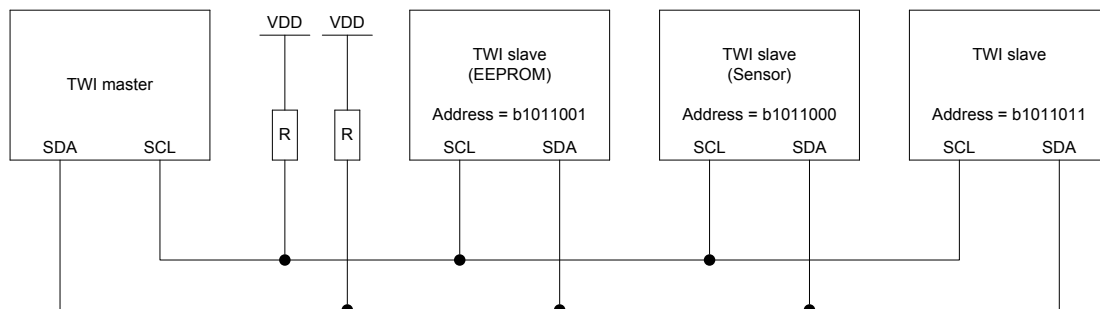 TWI master
SDA SCL
VDD VDD
R R
TWI slave
(EEPROM)
Address = b1011001
SCL SDA
TWI slave
(Sensor)
Address = b1011000
SCL SDA
TWI slave
Address = b1011011
SCL SDA